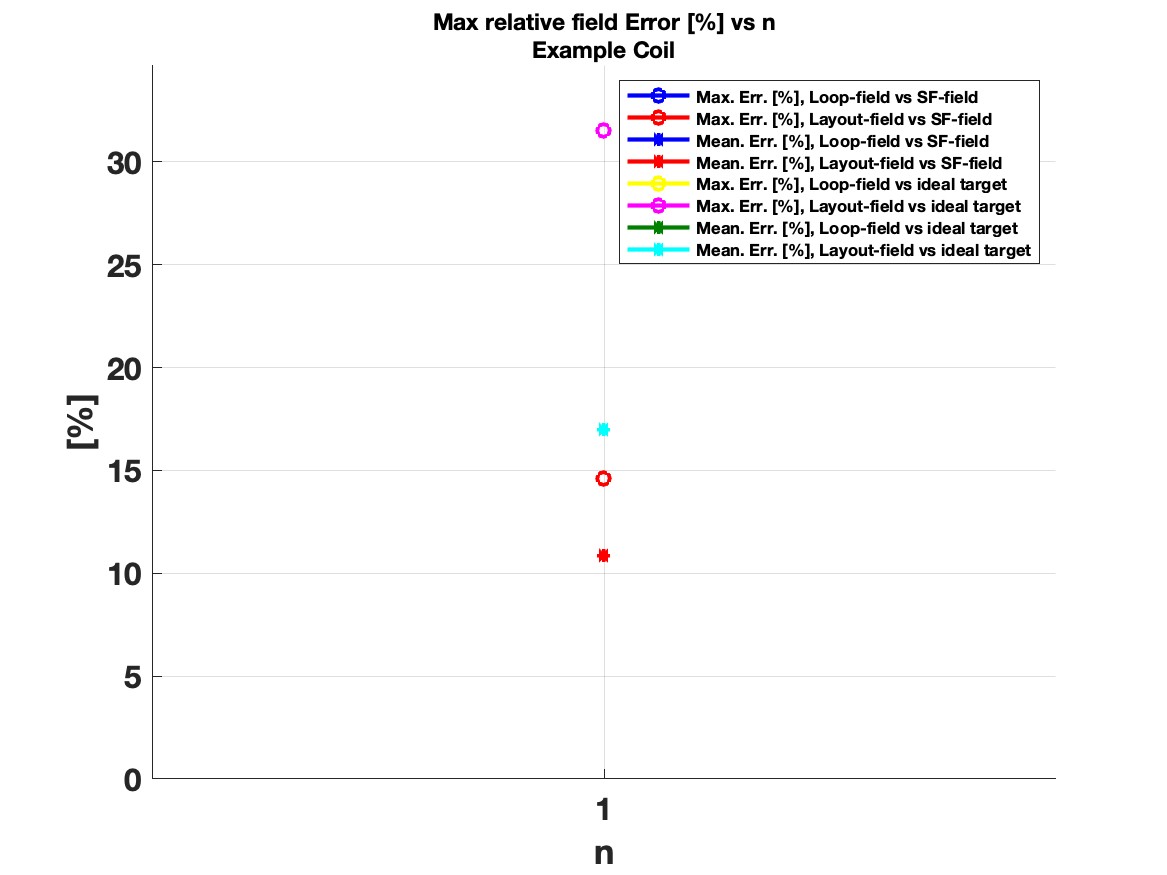 Max relative field Error [%] vs n
Example Coil
Max. Err. [%], Loop-field vs SF-field
Max. Err. [%], Layout-field vs SF-field
Mean. Err. [%], Loop-field vs SF-field
Mean. Err. [%], Layout-field vs SF-field
Max. Err. [%], Loop-field vs ideal target
Max. Err. [%], Layout-field vs ideal target
Mean. Err. [%], Loop-field vs ideal target
Mean. Err. [%], Layout-field vs ideal target
30
25
20
15
10
5
0
[%]
1
n